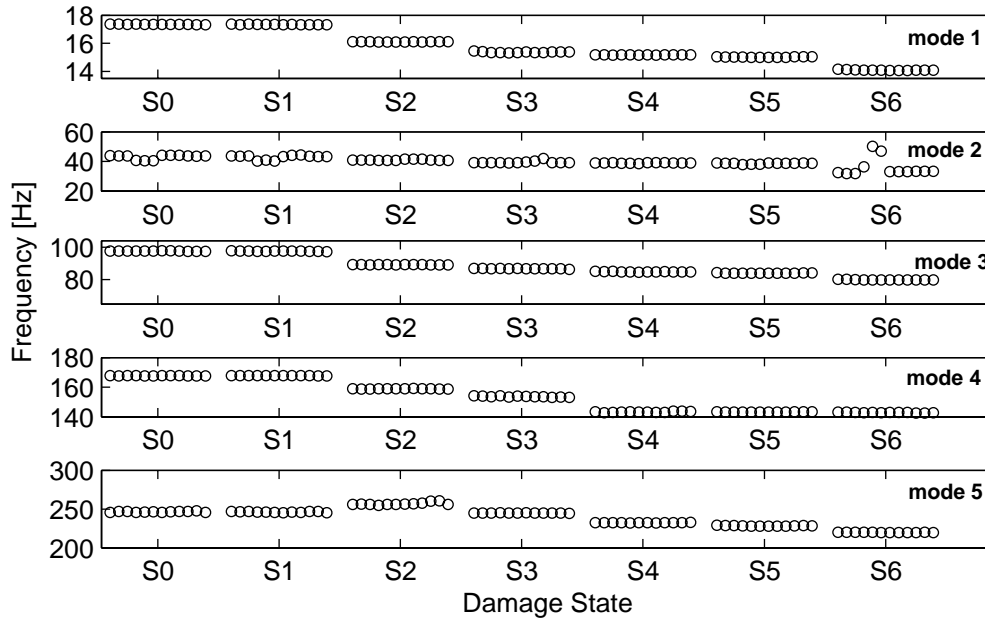 18
16
14
mode 1
S0 S1 S2 S3 S4 S5 S6
60
40
20
mode 2
S0 S1 S2 S3 S4 S5 S6
100
80
mode 3
S0 S1 S2 S3 S4 S5 S6
180
160
140
mode 4
S0 S1 S2 S3 S4 S5 S6
300
250
200
mode 5
S0 S1 S2 S3 S4 S5 S6
Frequency [Hz]
Damage State